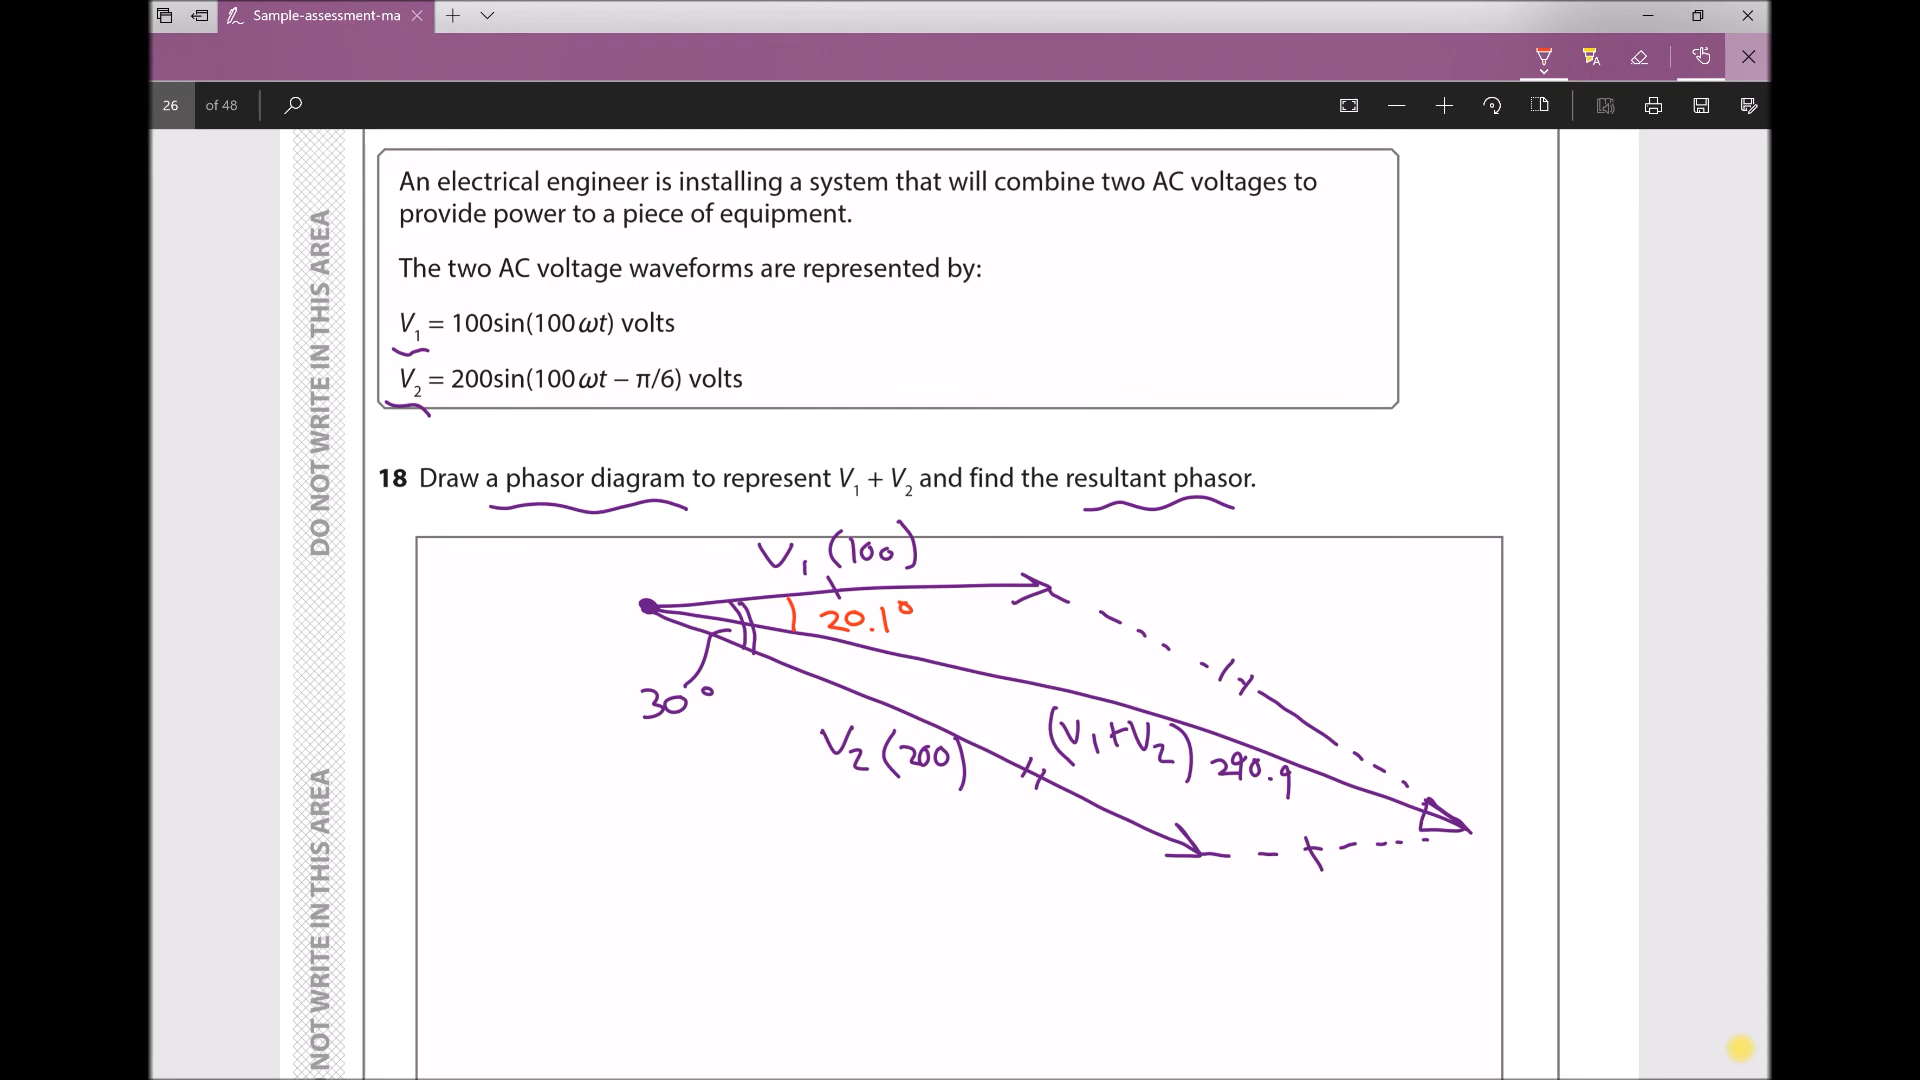 Sample-assessment-ma
26 of 48
DO NOT WRITE IN THIS AREA
NOT WRITE IN THIS AREA
An electrical engineer is installing a system that will combine two AC voltages to
provide power to a piece of equipment.
The two AC voltage waveforms are represented by:
V₁ = 100sin(100ωt) volts
V₂ = 200sin(100ωt – π/6) volts
18 Draw a phasor diagram to represent V₁ + V₂ and find the resultant phasor.
V₁ (100)
20.1°
30°
V₂ (200)
(V₁+V₂) 290.9